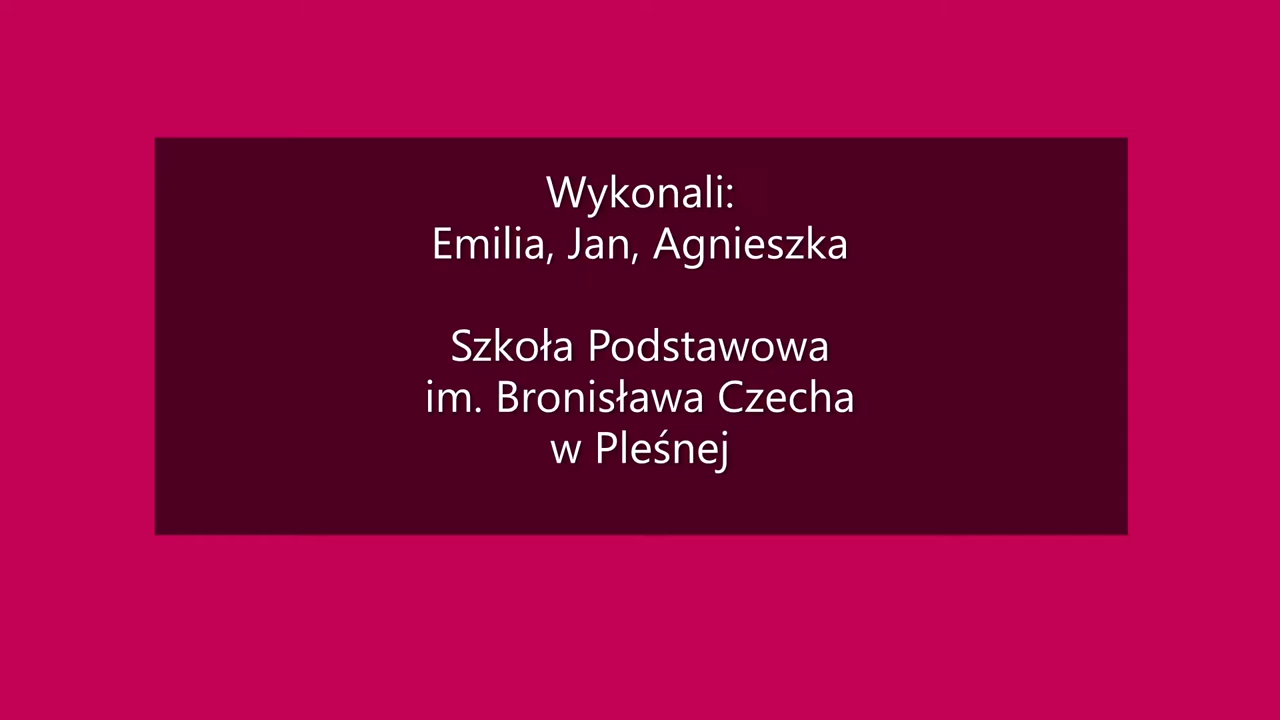 Wykonali:
Emilia, Jan, Agnieszka
Szkoła Podstawowa
im. Bronisława Czecha
w Pleśnej